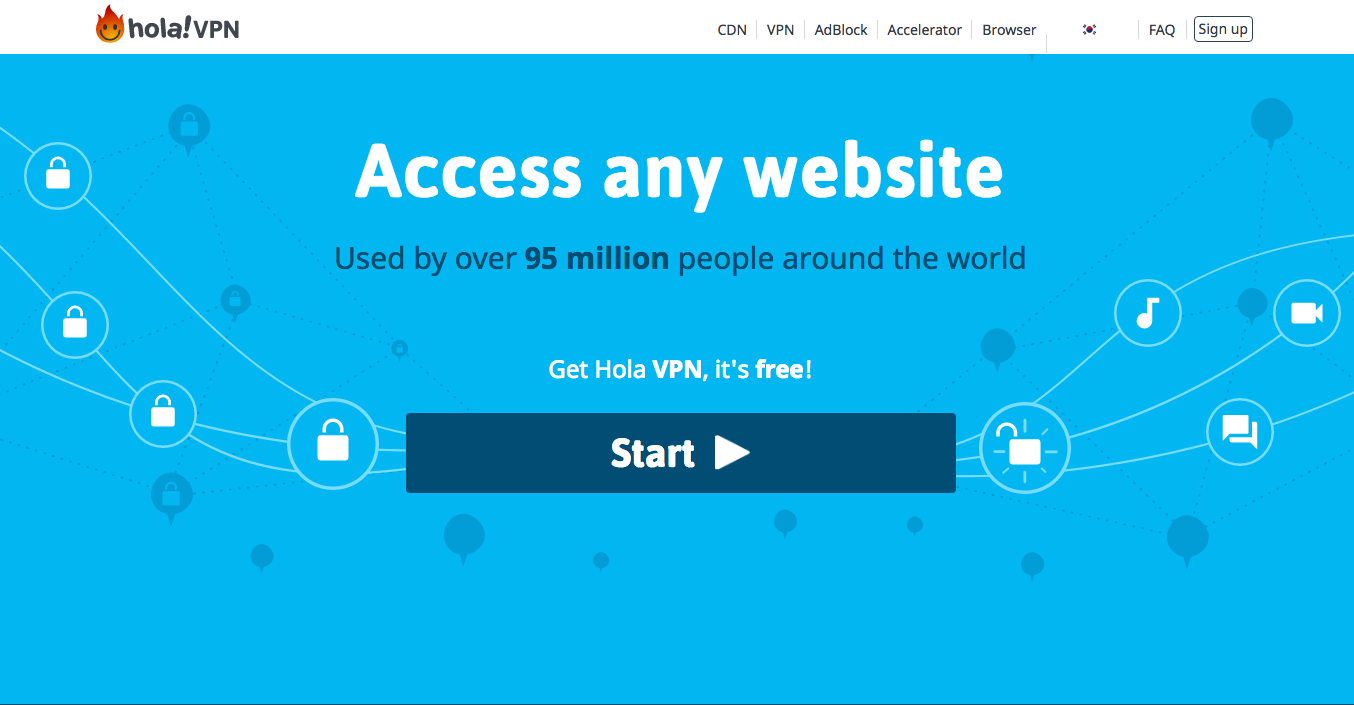 hola!VPN
CDN VPN AdBlock Accelerator Browser FAQ Sign up
Access any website
Used by over 95 million people around the world
Get Hola VPN, it's free!
Start